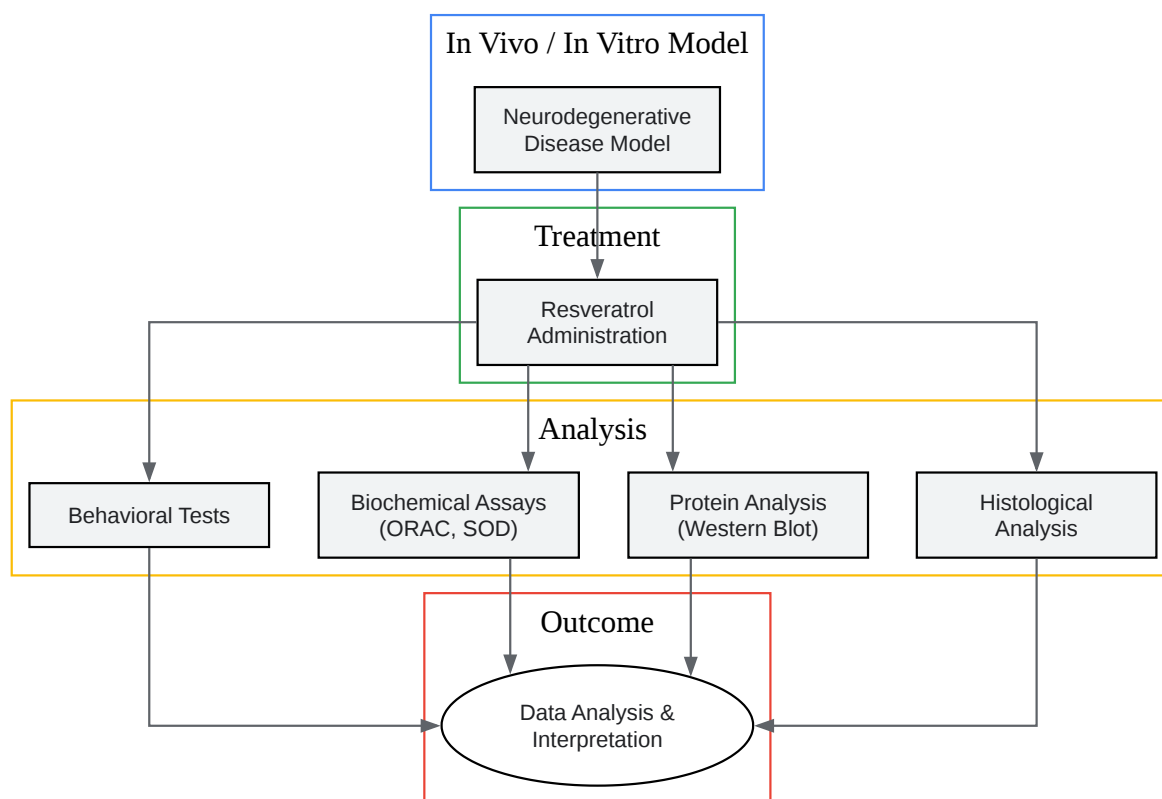 In Vivo / In Vitro Model
Neurodegenerative
Disease Model
Treatment
Resveratrol
Administration
Analysis
Behavioral Tests
Biochemical Assays
(ORAC, SOD)
Protein Analysis
(Western Blot)
Histological
Analysis
Outcome
Data Analysis &
Interpretation